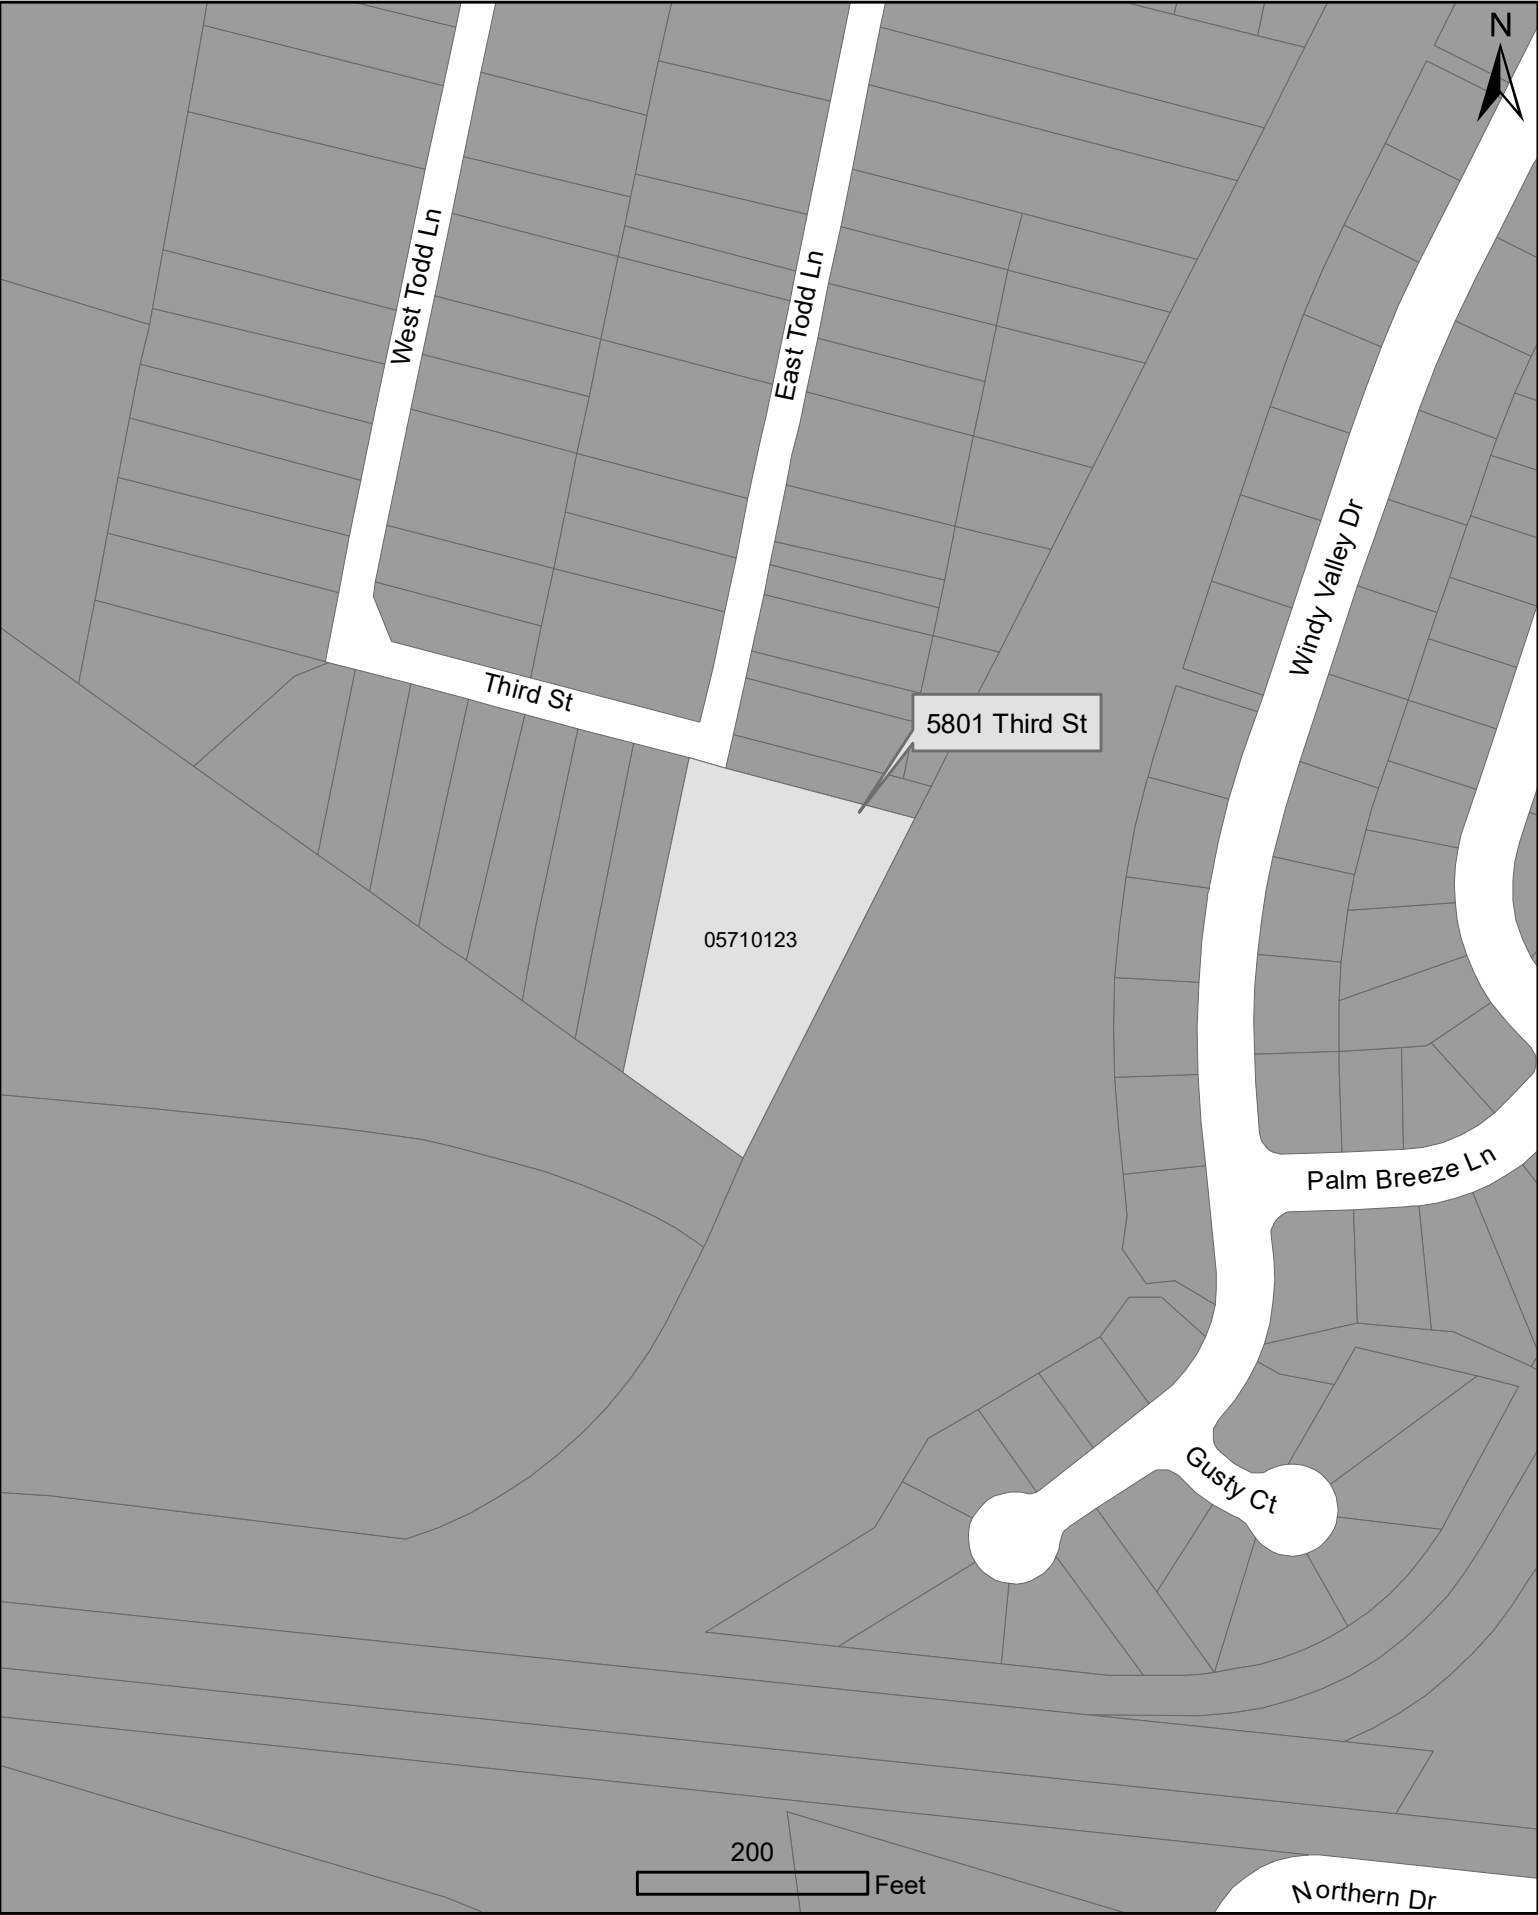 N
West Todd Ln
East Todd Ln
Windy Valley Dr
Third St
5801 Third St
05710123
Palm Breeze Ln
Gusty Ct
200
Feet
Northern Dr